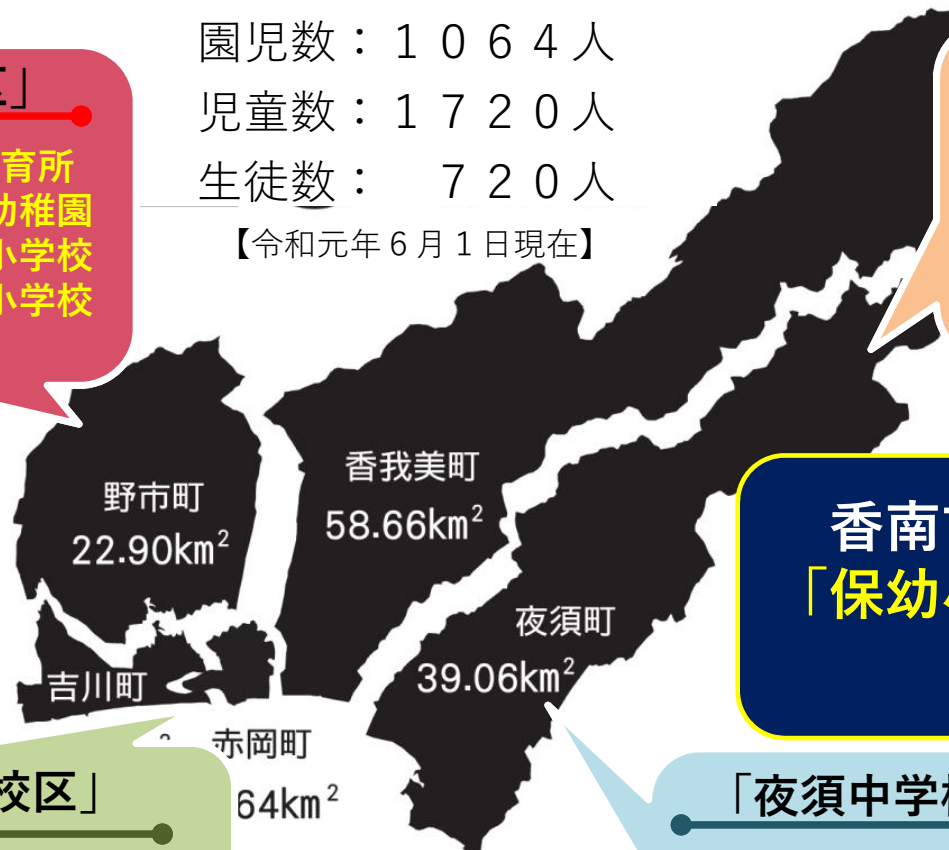 園児数：１０６４人
児童数：１７２０人
生徒数：　７２０人
【令和元年６月１日現在】
区」
育所
幼稚園
小学校
小学校
香我美町
58.66km²
野市町
22.90km²
夜須町
39.06km²
吉川町
赤岡町
64km²
香南
「保幼
校区」
「夜須中学校